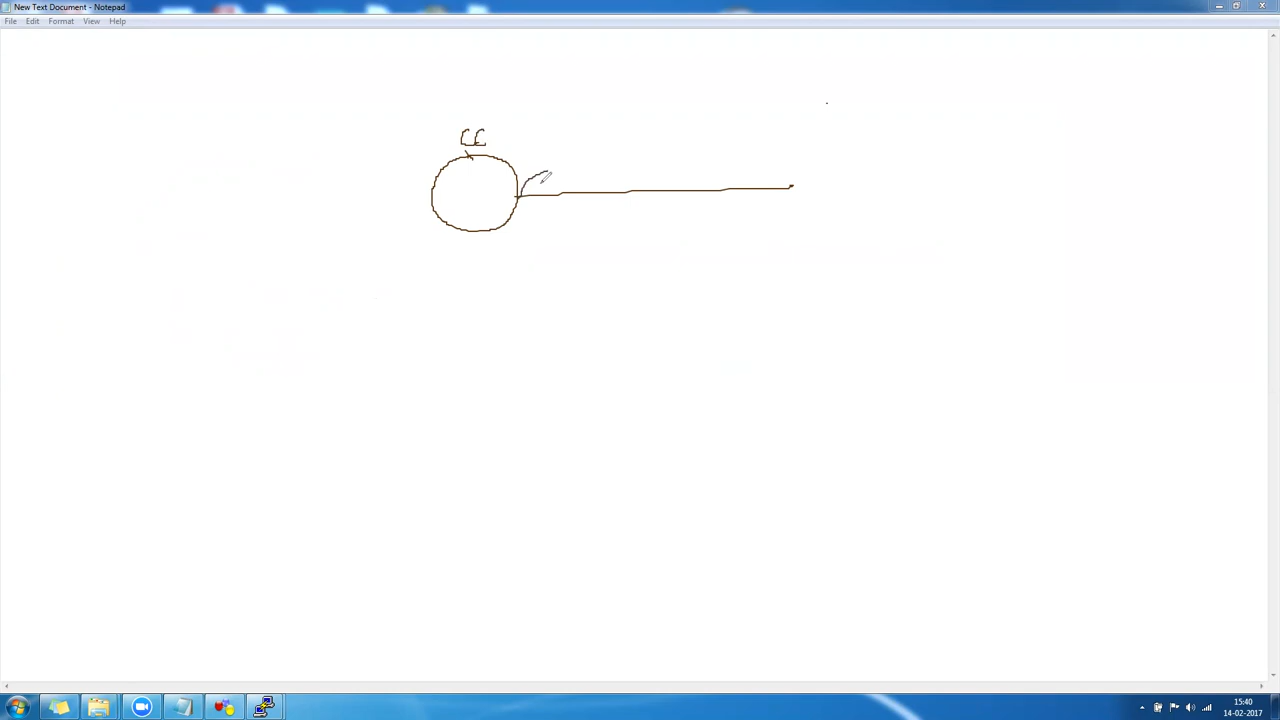 New Text Document - Notepad
File Edit Format View Help
CC
15:40
14-02-2017